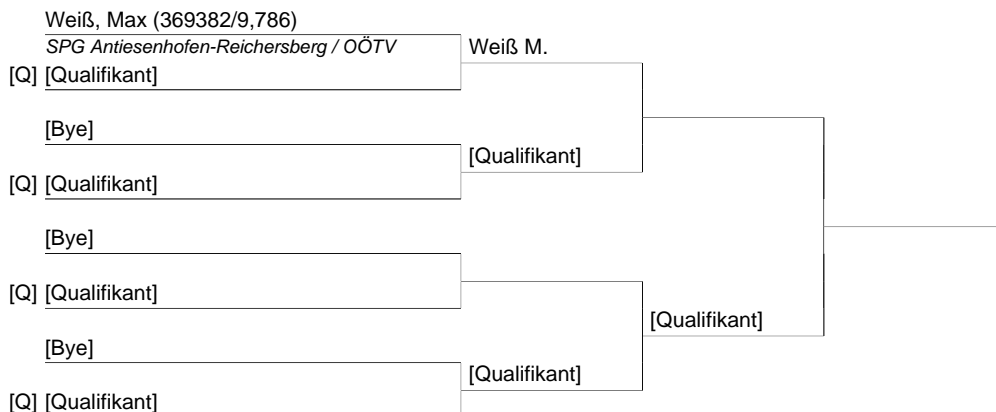 Weiß, Max (369382/9,786)
SPG Antiesenhofen-Reichersberg / OÖTV
Weiß M.
[Q] [Qualifikant]
[Bye]
[Qualifikant]
[Q] [Qualifikant]
[Bye]
[Q] [Qualifikant]
[Qualifikant]
[Bye]
[Qualifikant]
[Q] [Qualifikant]